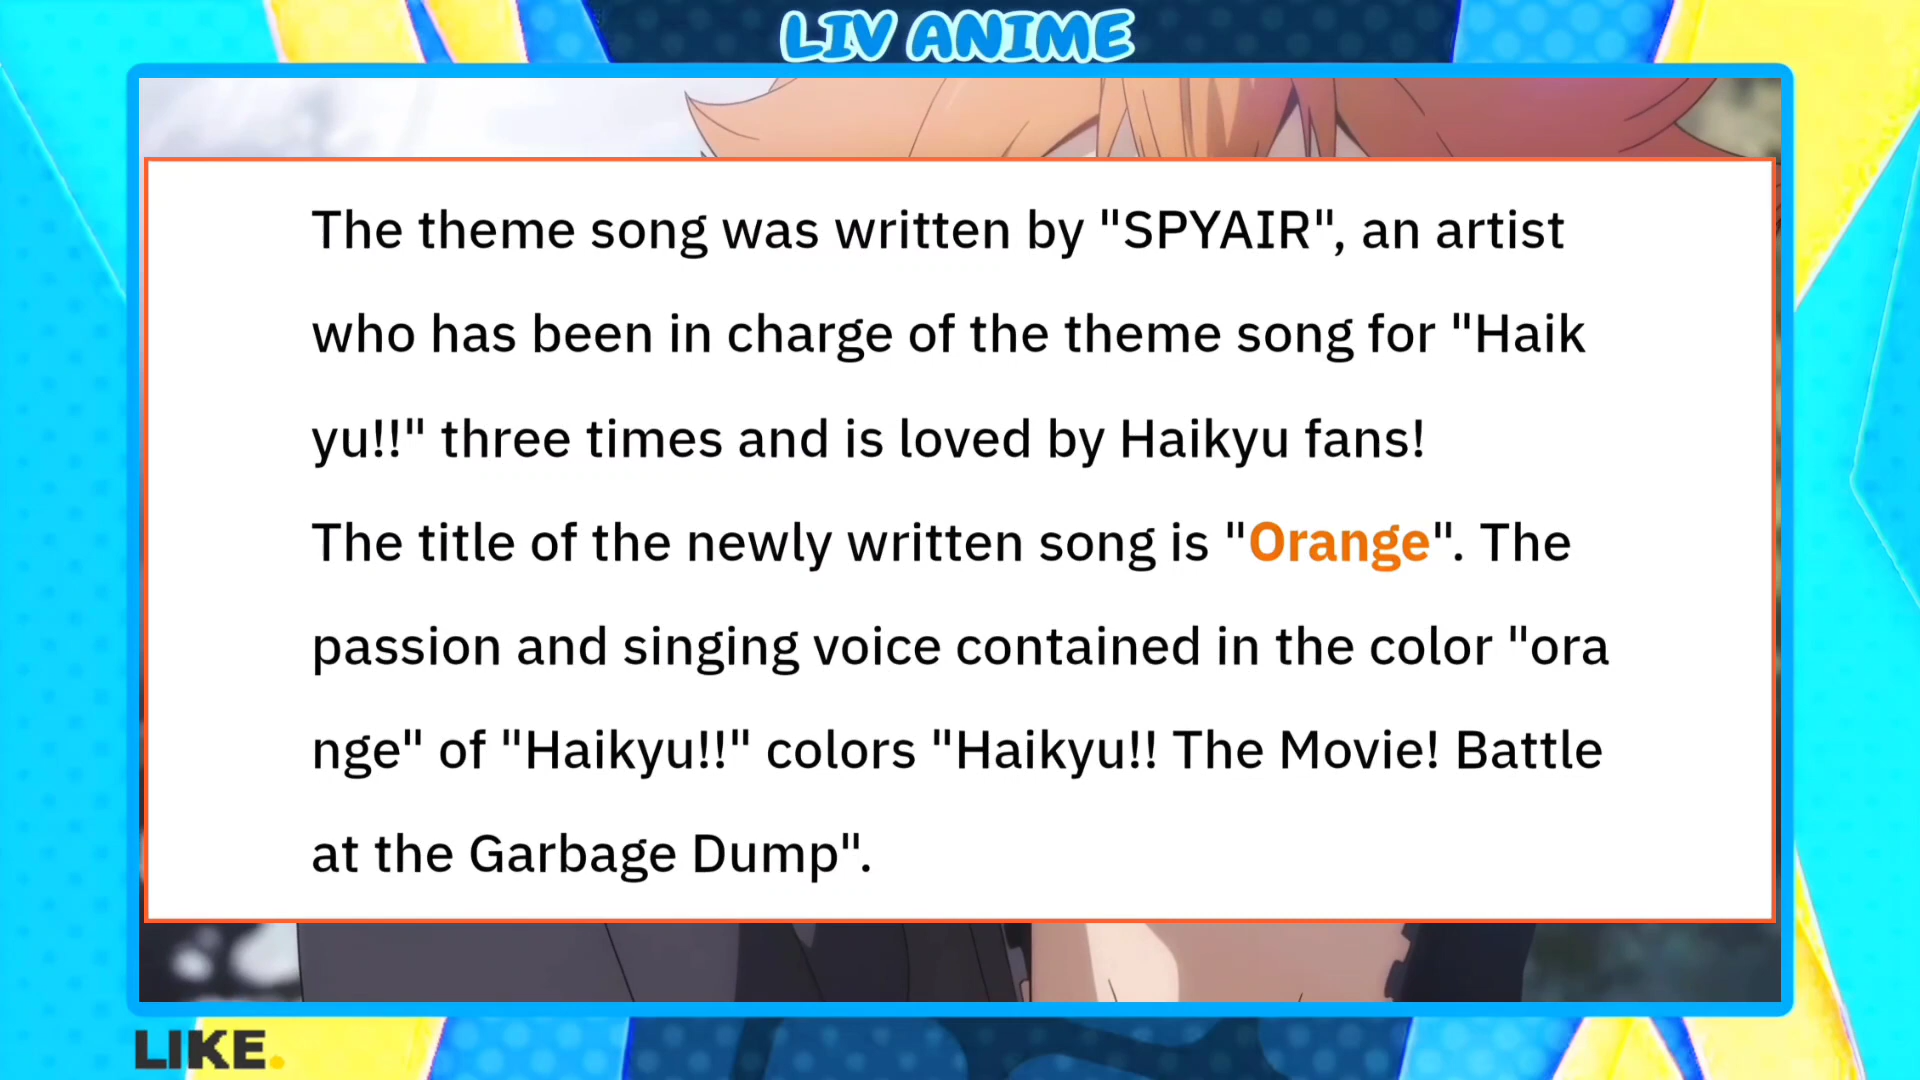 LIV ANIME
The theme song was written by "SPYAIR", an artist
who has been in charge of the theme song for "Haik
yu!!" three times and is loved by Haikyu fans!
The title of the newly written song is "Orange". The
passion and singing voice contained in the color "ora
nge" of "Haikyu!!" colors "Haikyu!! The Movie! Battle
at the Garbage Dump".
LIKE.